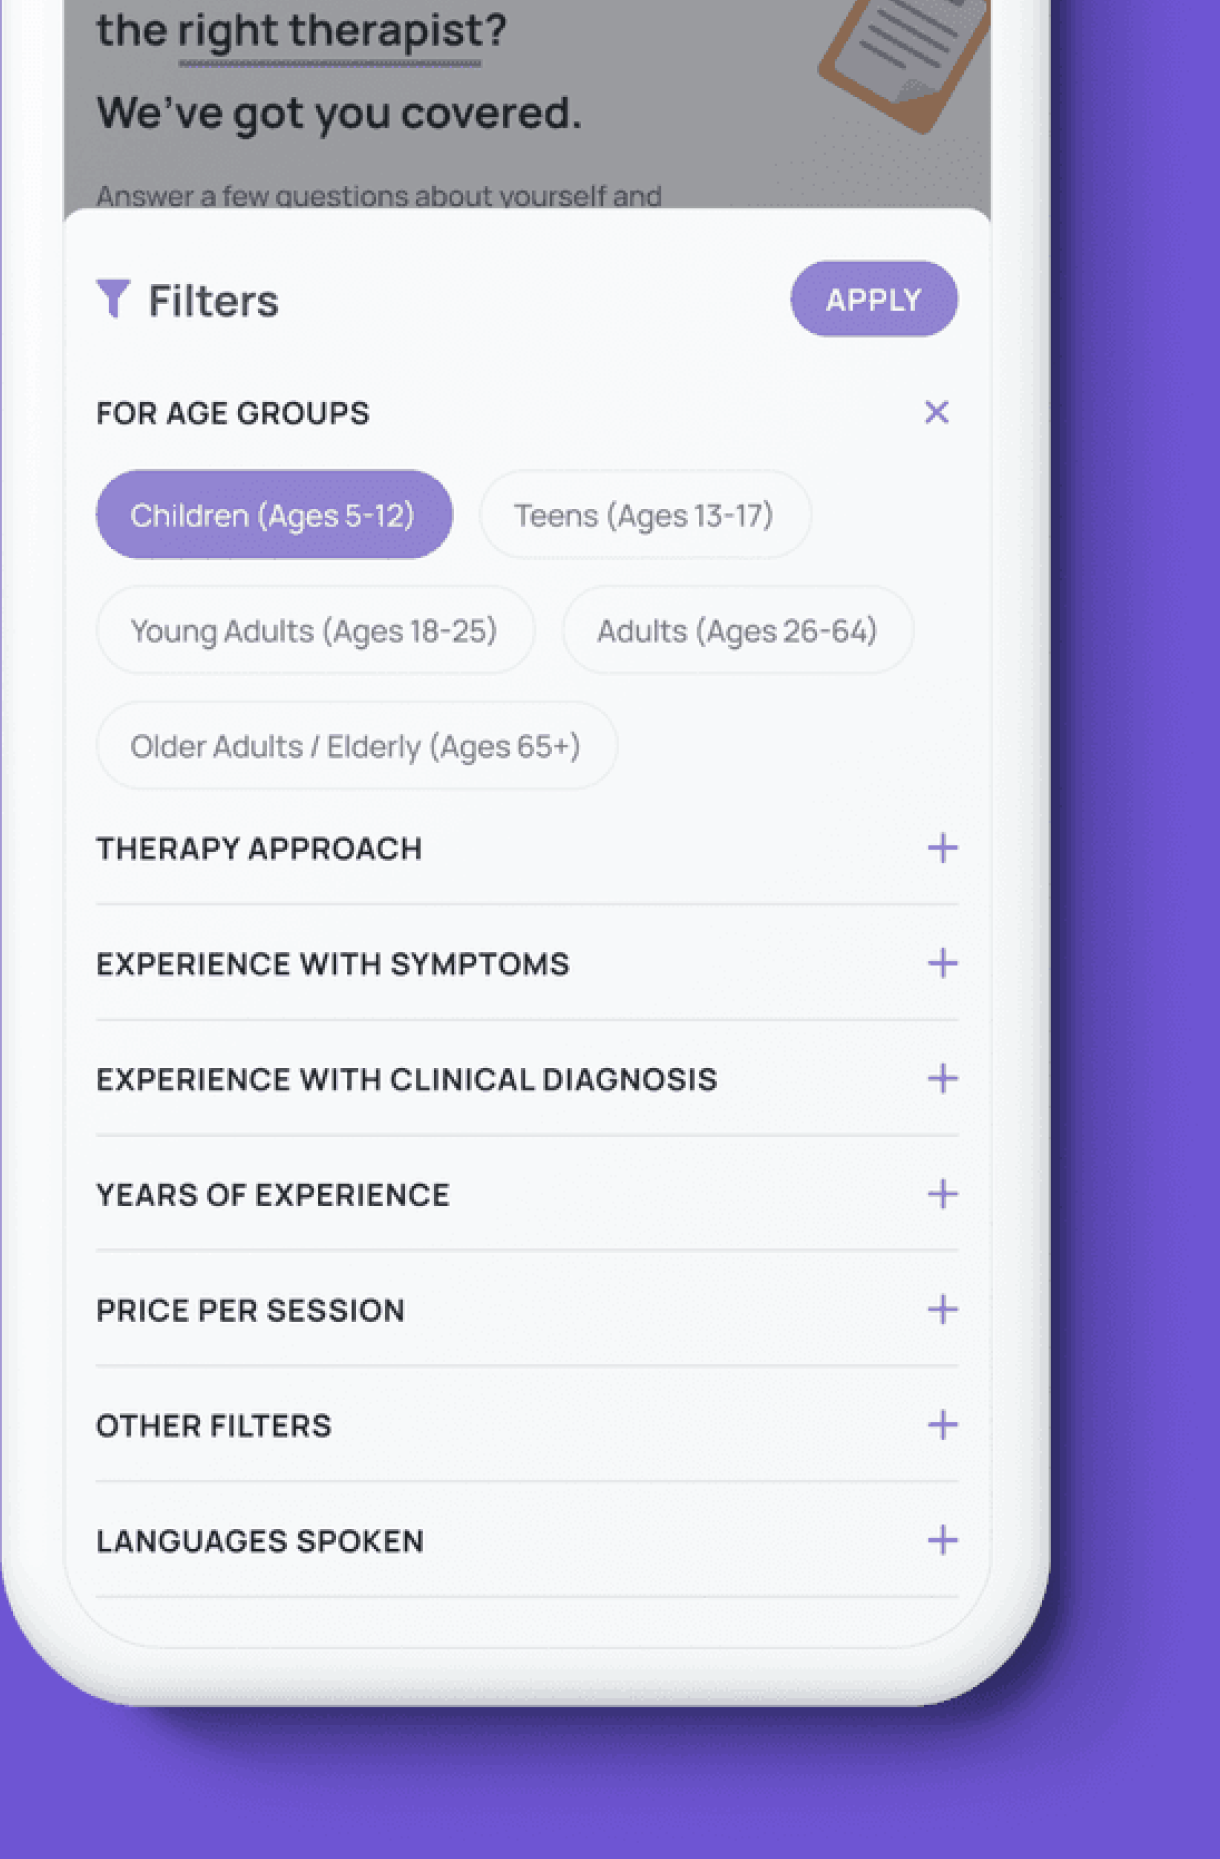 the right therapist?
We've got you covered.
Answer a few questions about yourself and
Filters
APPLY
FOR AGE GROUPS
Children (Ages 5-12)
Teens (Ages 13-17)
Young Adults (Ages 18-25)
Adults (Ages 26-64)
Older Adults / Elderly (Ages 65+)
THERAPY APPROACH
EXPERIENCE WITH SYMPTOMS
EXPERIENCE WITH CLINICAL DIAGNOSIS
YEARS OF EXPERIENCE
PRICE PER SESSION
OTHER FILTERS
LANGUAGES SPOKEN